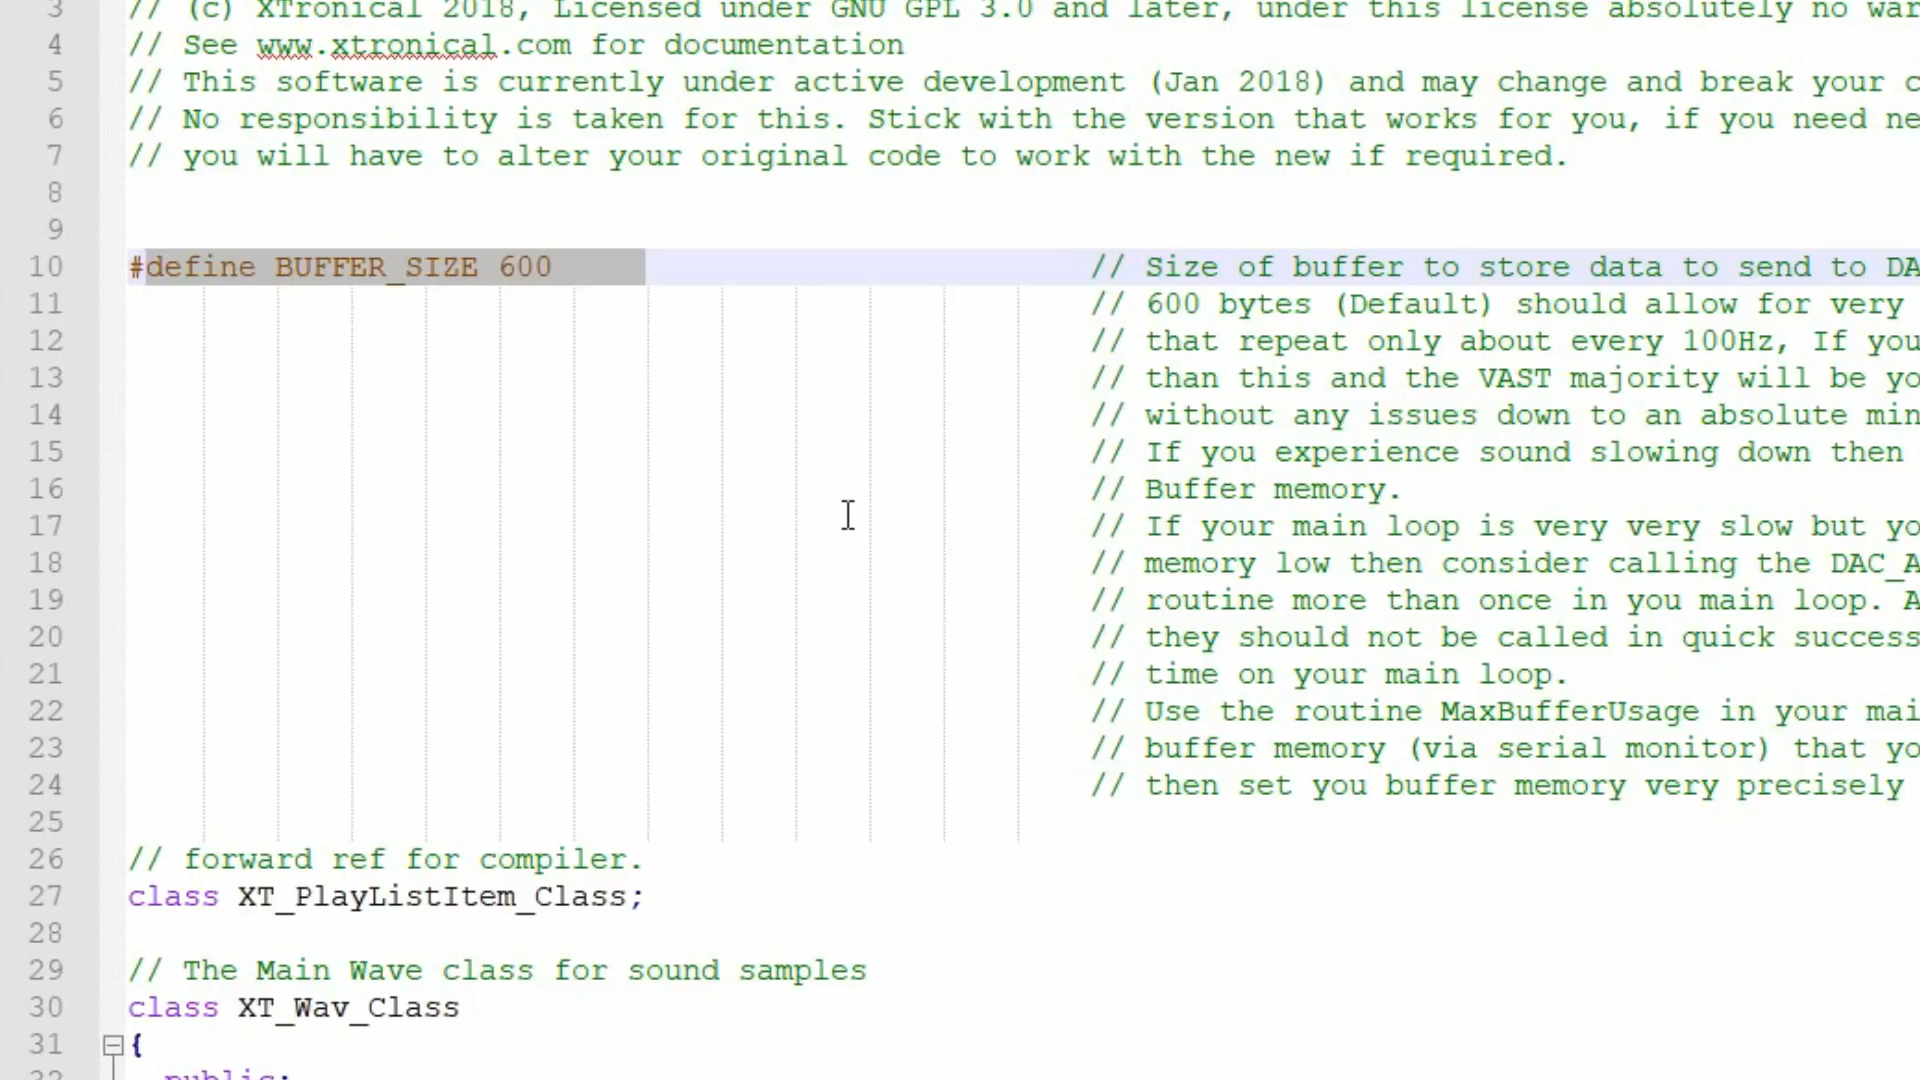 3 // (c) XTronical 2018, Licensed under GNU GPL 3.0 and later, under this license absolutely no war
4 // See www.xtronical.com for documentation
5 // This software is currently under active development (Jan 2018) and may change and break your c
6 // No responsibility is taken for this. Stick with the version that works for you, if you need ne
7 // you will have to alter your original code to work with the new if required.
8
9
10 #define BUFFER_SIZE 600 // Size of buffer to store data to send to DA
11 // 600 bytes (Default) should allow for very
12 // that repeat only about every 100Hz, If you
13 // than this and the VAST majority will be yo
14 // without any issues down to an absolute min
15 // If you experience sound slowing down then
16 // Buffer memory.
17 // If your main loop is very very slow but yo
18 // memory low then consider calling the DAC_A
19 // routine more than once in you main loop. A
20 // they should not be called in quick success
21 // time on your main loop.
22 // Use the routine MaxBufferUsage in your mai
23 // buffer memory (via serial monitor) that yo
24 // then set you buffer memory very precisely
25
26 // forward ref for compiler.
27 class XT_PlayListItem_Class;
28
29 // The Main Wave class for sound samples
30 class XT_Wav_Class
31 {
32 public: